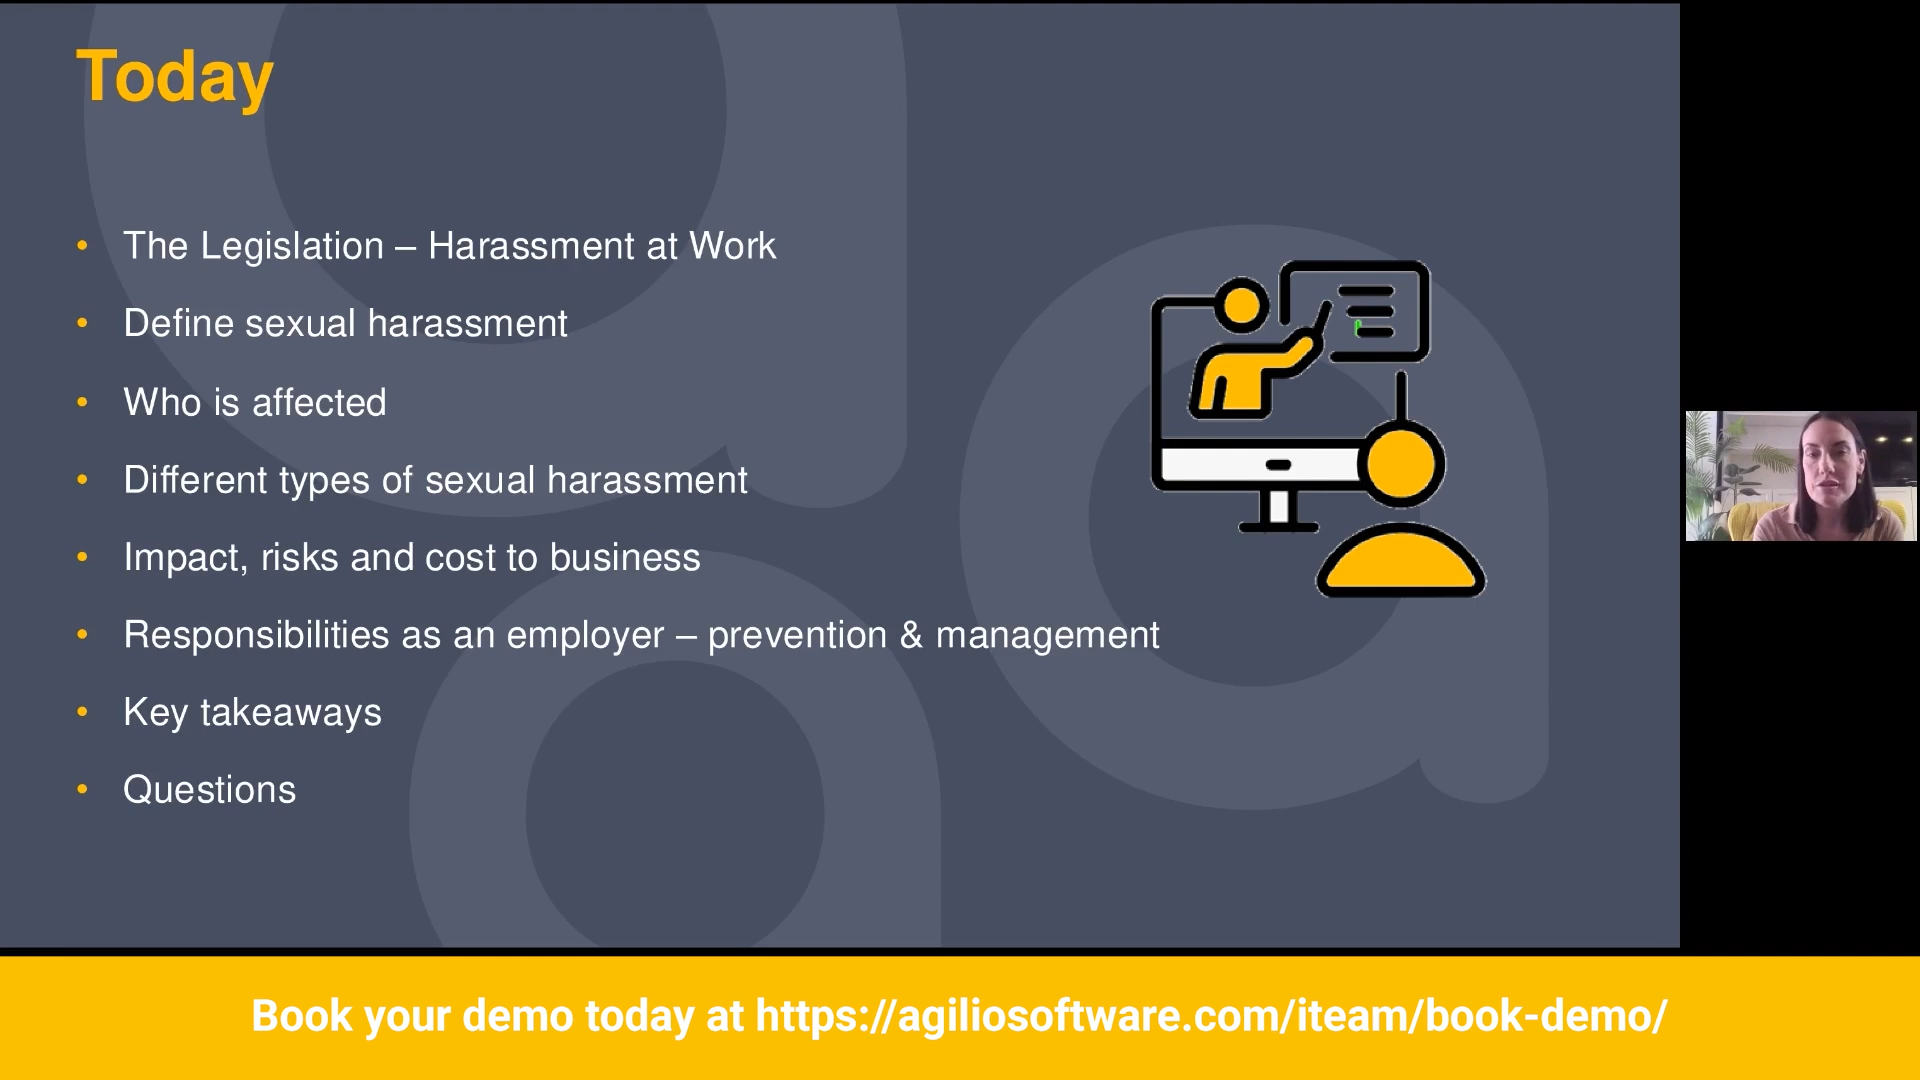 Today
• The Legislation – Harassment at Work
• Define sexual harassment
• Who is affected
• Different types of sexual harassment
• Impact, risks and cost to business
• Responsibilities as an employer – prevention & management
• Key takeaways
• Questions
Book your demo today at https://agiliosoftware.com/iteam/book-demo/